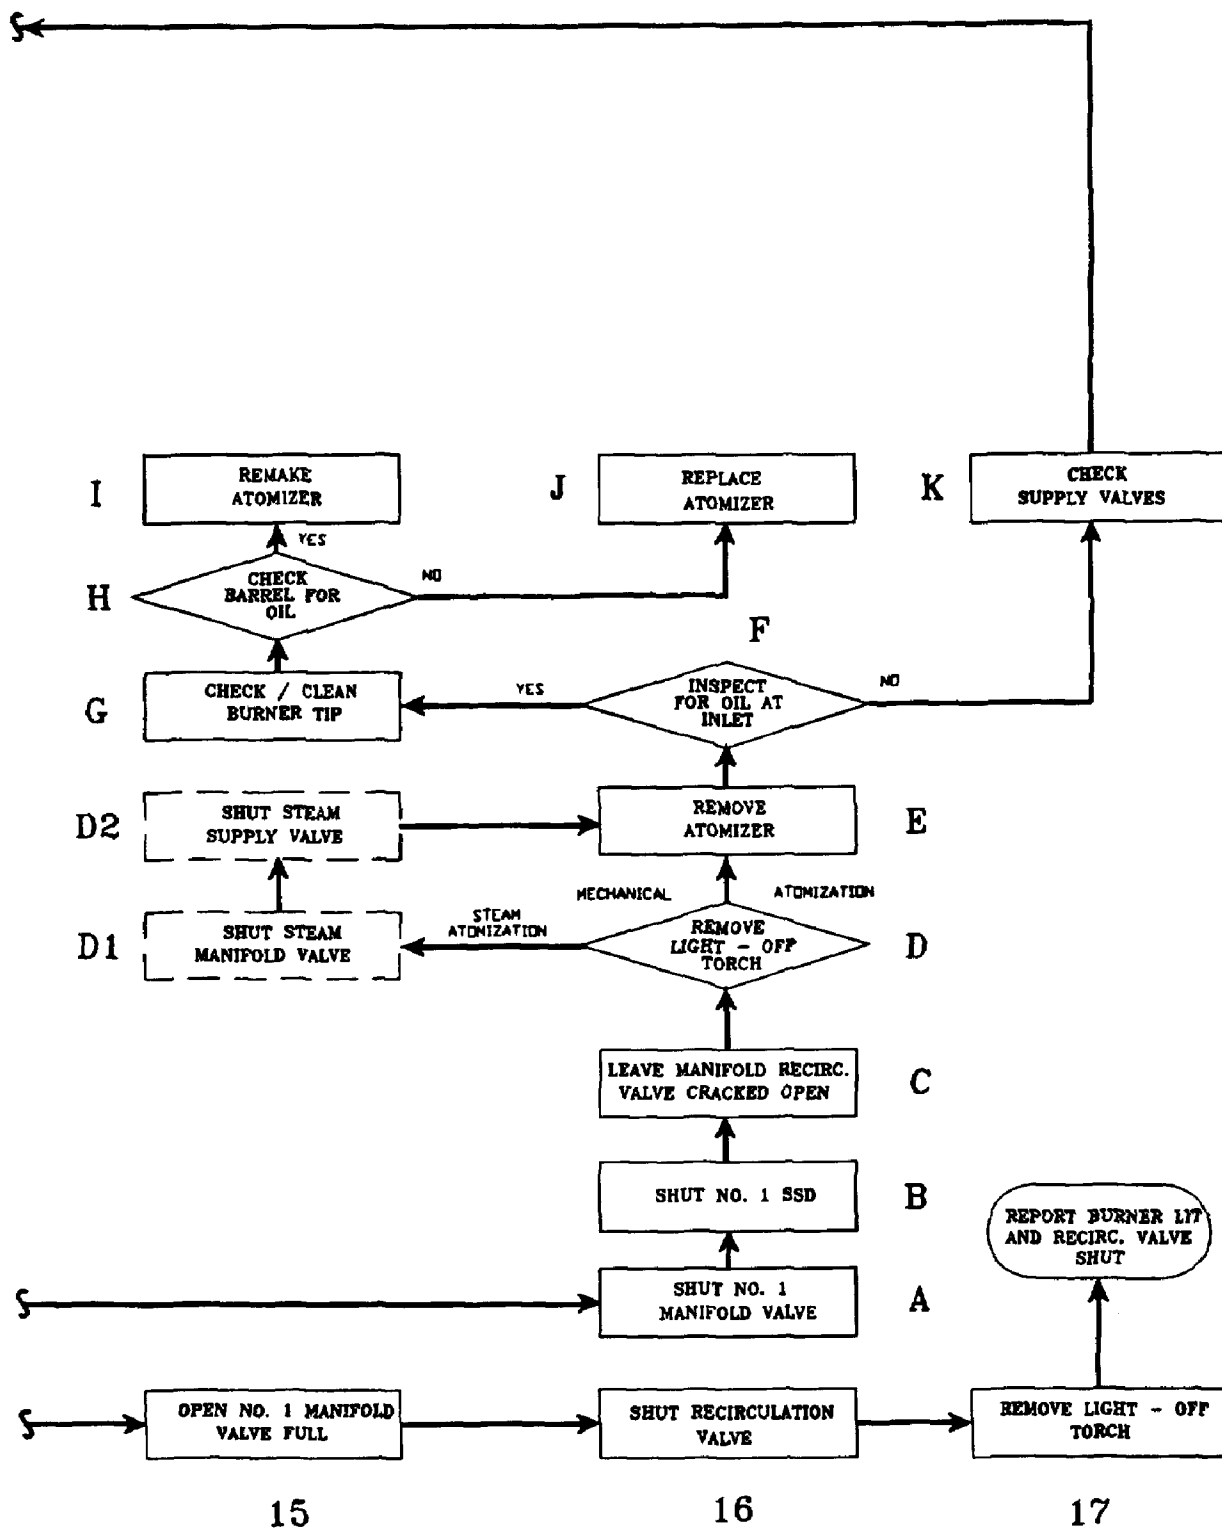 I
REMAKE
ATOMIZER
J
REPLACE
ATOMIZER
K
CHECK
SUPPLY VALVES
YES
H
CHECK
BARREL FOR
OIL
NO
F
G
CHECK / CLEAN
BURNER TIP
YES
INSPECT
FOR OIL AT
INLET
NO
D2
SHUT STEAM
SUPPLY VALVE
REMOVE
ATOMIZER
E
MECHANICAL
ATOMIZATION
D1
SHUT STEAM
MANIFOLD VALVE
STEAM
ATOMIZATION
REMOVE
LIGHT - OFF
TORCH
D
LEAVE MANIFOLD RECIRC.
VALVE CRACKED OPEN
C
SHUT NO. 1 SSD
B
REPORT BURNER LIT
AND RECIRC. VALVE
SHUT
SHUT NO. 1
MANIFOLD VALVE
A
OPEN NO. 1 MANIFOLD
VALVE FULL
SHUT RECIRCULATION
VALVE
REMOVE LIGHT - OFF
TORCH
15
16
17